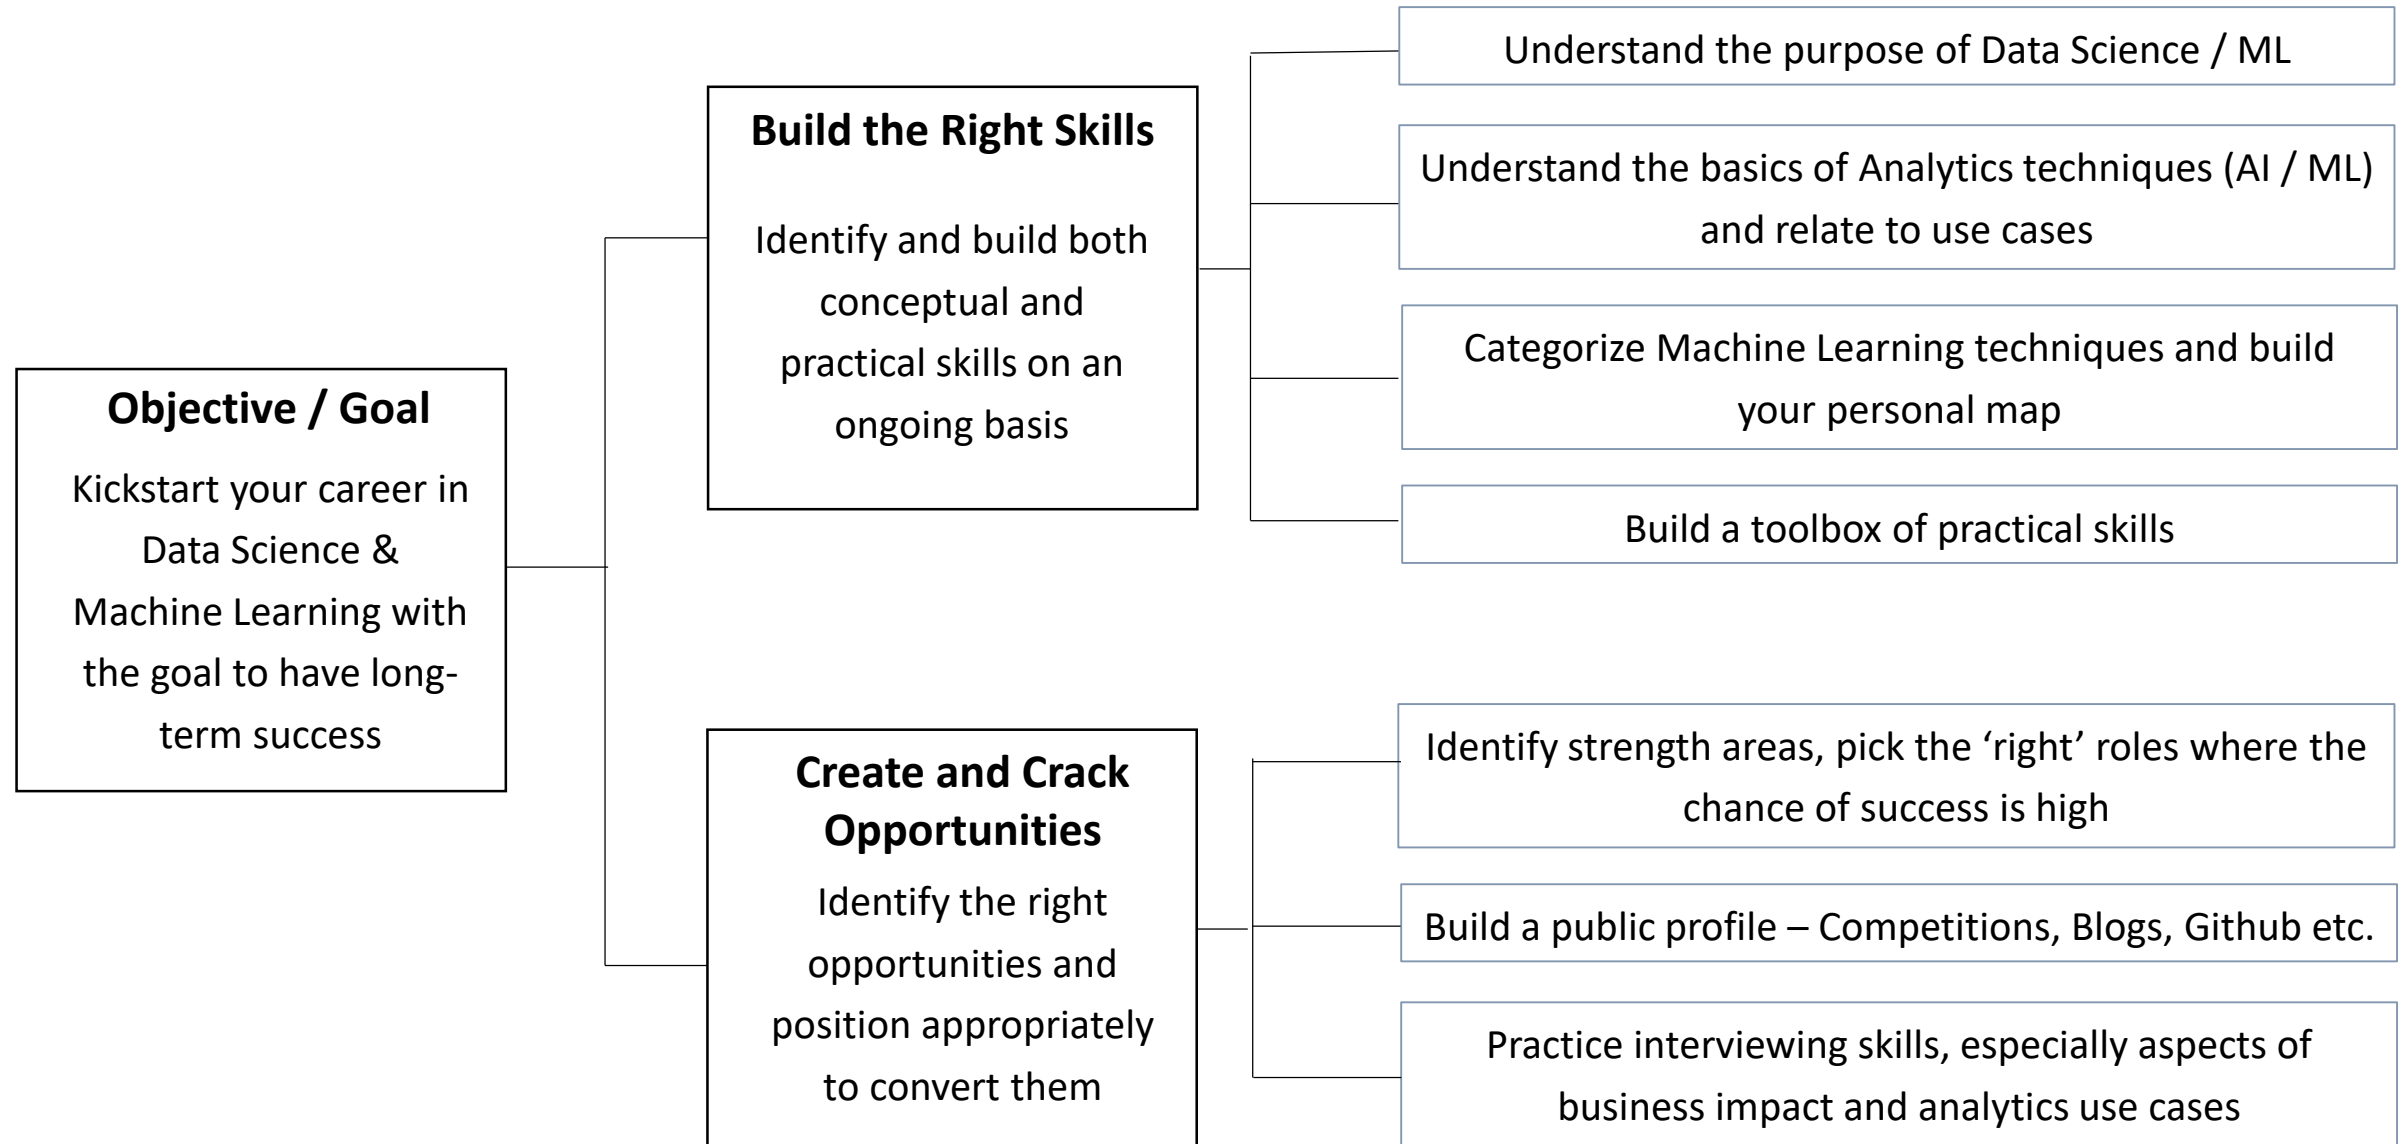 Objective / Goal
Kickstart your career in
Data Science &
Machine Learning with
the goal to have long-
term success
Build the Right Skills
Identify and build both
conceptual and
practical skills on an
ongoing basis
Understand the purpose of Data Science / ML
Understand the basics of Analytics techniques (AI / ML)
and relate to use cases
Categorize Machine Learning techniques and build
your personal map
Build a toolbox of practical skills
Create and Crack
Opportunities
Identify the right
opportunities and
position appropriately
to convert them
Identify strength areas, pick the ‘right’ roles where the
chance of success is high
Build a public profile – Competitions, Blogs, Github etc.
Practice interviewing skills, especially aspects of
business impact and analytics use cases